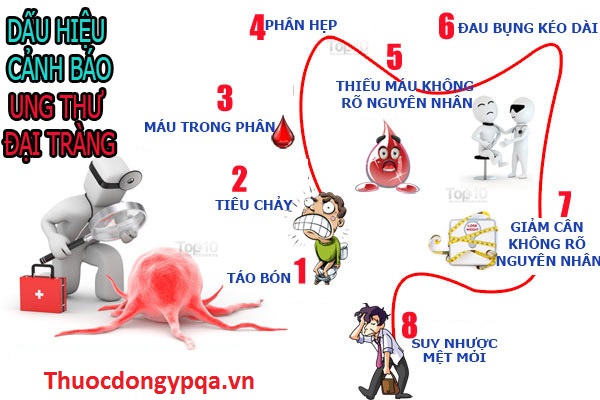 DẤU HIỆU
CẢNH BÁO
UNG THƯ
ĐẠI TRÀNG
1
TÁO BÓN
2
TIÊU CHẢY
3
MÁU TRONG PHÂN
4
PHÂN HẸP
5
THIẾU MÁU KHÔNG
RÕ NGUYÊN NHÂN
6
ĐAU BỤNG KÉO DÀI
7
GIẢM CÂN
KHÔNG RÕ
NGUYÊN NHÂN
8
SUY NHƯỢC
MỆT MỎI
Top10
Top10
Top10
LOSE
WEIGHT
Thuocdongypqa.vn